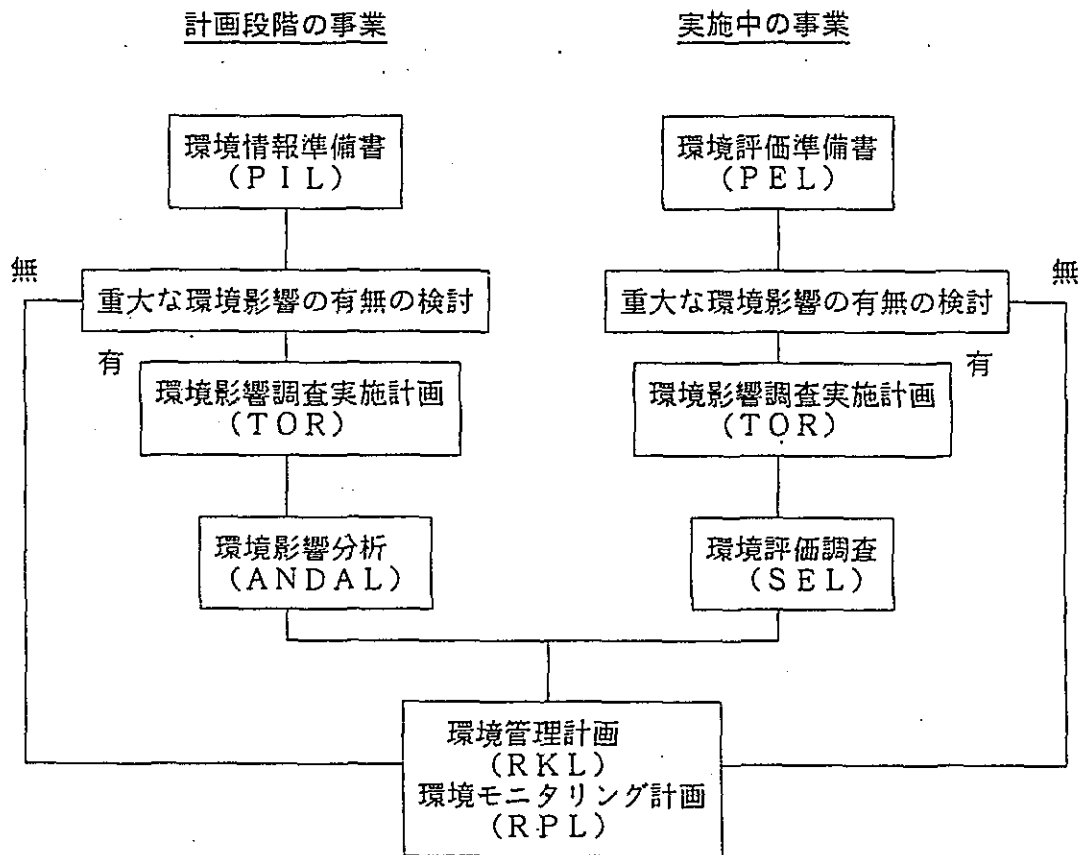 計画段階の事業
実施中の事業
環境情報準備書
(PIL)
環境評価準備書
(PEL)
無
重大な環境影響の有無の検討
重大な環境影響の有無の検討
無
有
環境影響調査実施計画
(TOR)
環境影響調査実施計画
(TOR)
有
環境影響分析
(ANDAL)
環境評価調査
(SEL)
環境管理計画
(RKL)
環境モニタリング計画
(RPL)